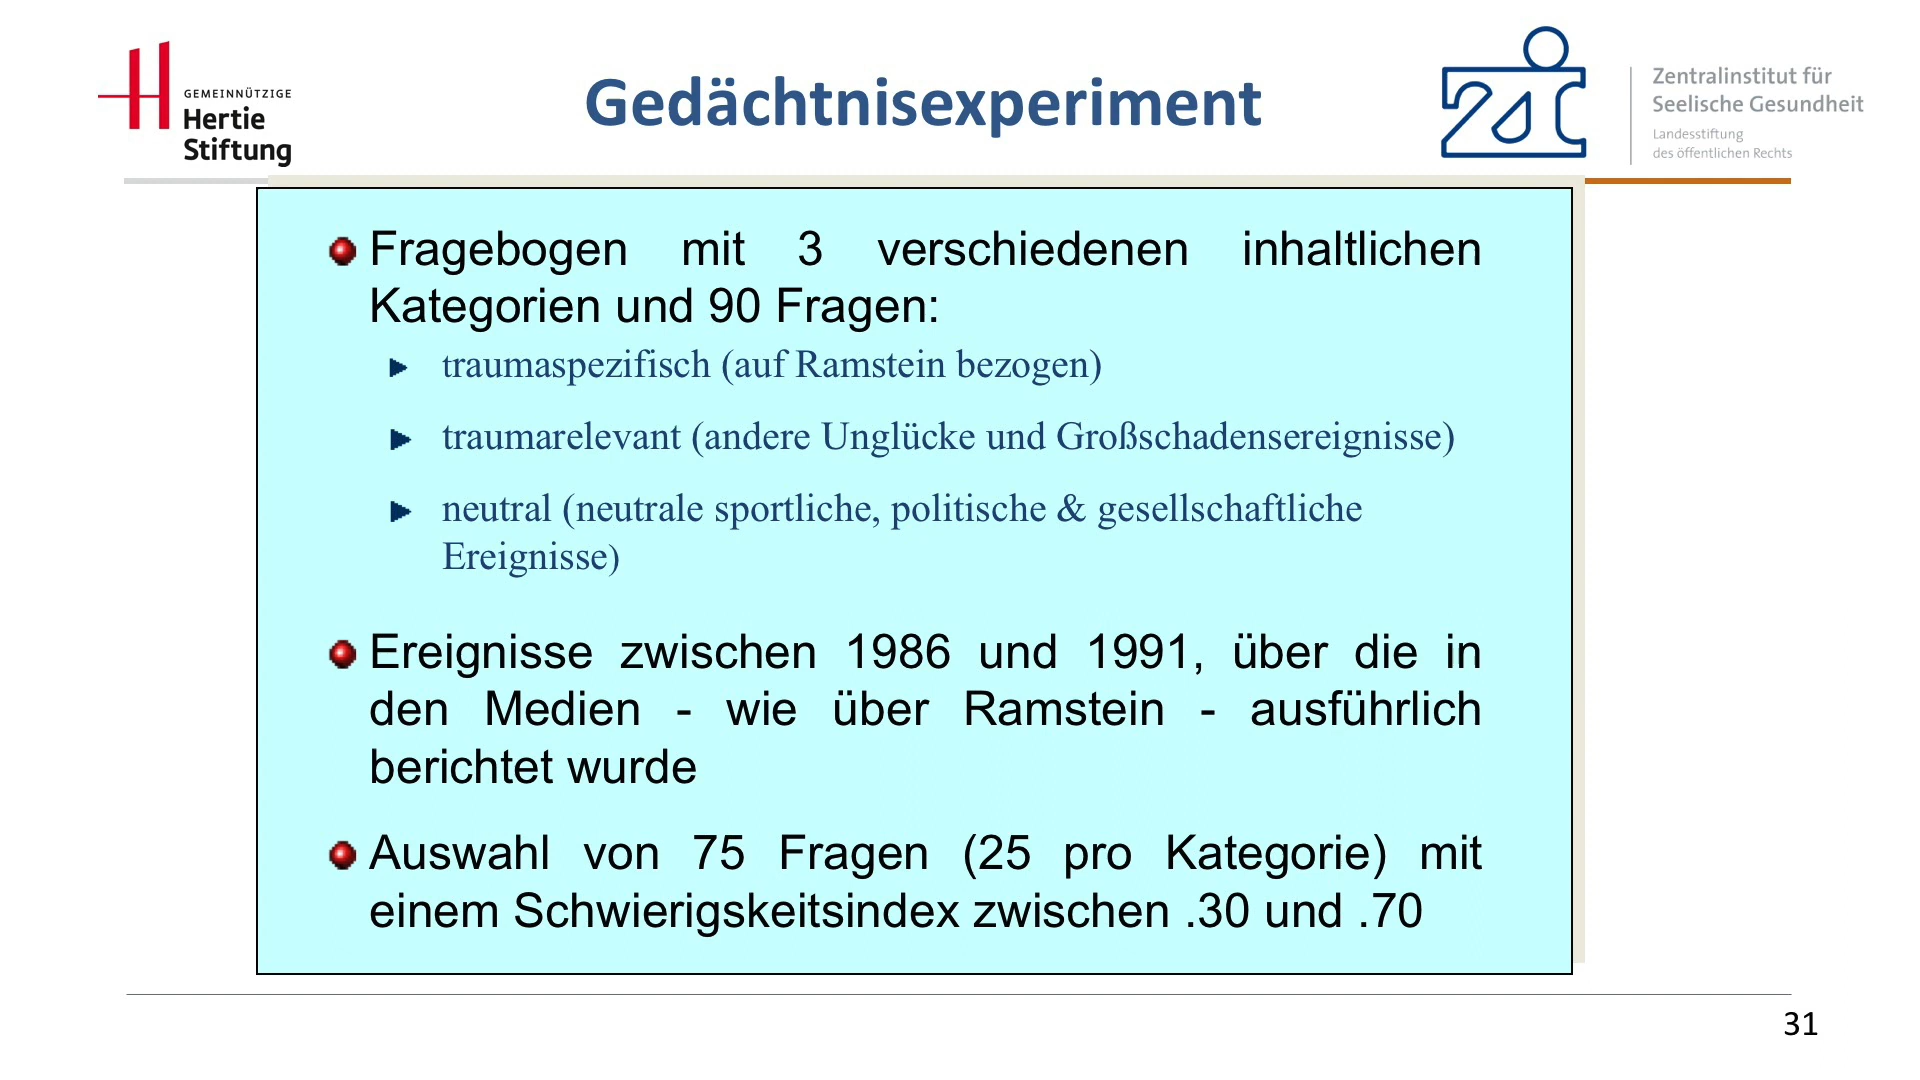 GEMEINNÜTZIGE
Hertie
Stiftung
Gedächtnisexperiment
zi
Zentralinstitut für
Seelische Gesundheit
Landesstiftung
des öffentlichen Rechts
Fragebogen mit 3 verschiedenen inhaltlichen
Kategorien und 90 Fragen:
traumaspezifisch (auf Ramstein bezogen)
traumarelevant (andere Unglücke und Großschadensereignisse)
neutral (neutrale sportliche, politische & gesellschaftliche
Ereignisse)
Ereignisse zwischen 1986 und 1991, über die in
den Medien - wie über Ramstein - ausführlich
berichtet wurde
Auswahl von 75 Fragen (25 pro Kategorie) mit
einem Schwierigskeitsindex zwischen .30 und .70
31